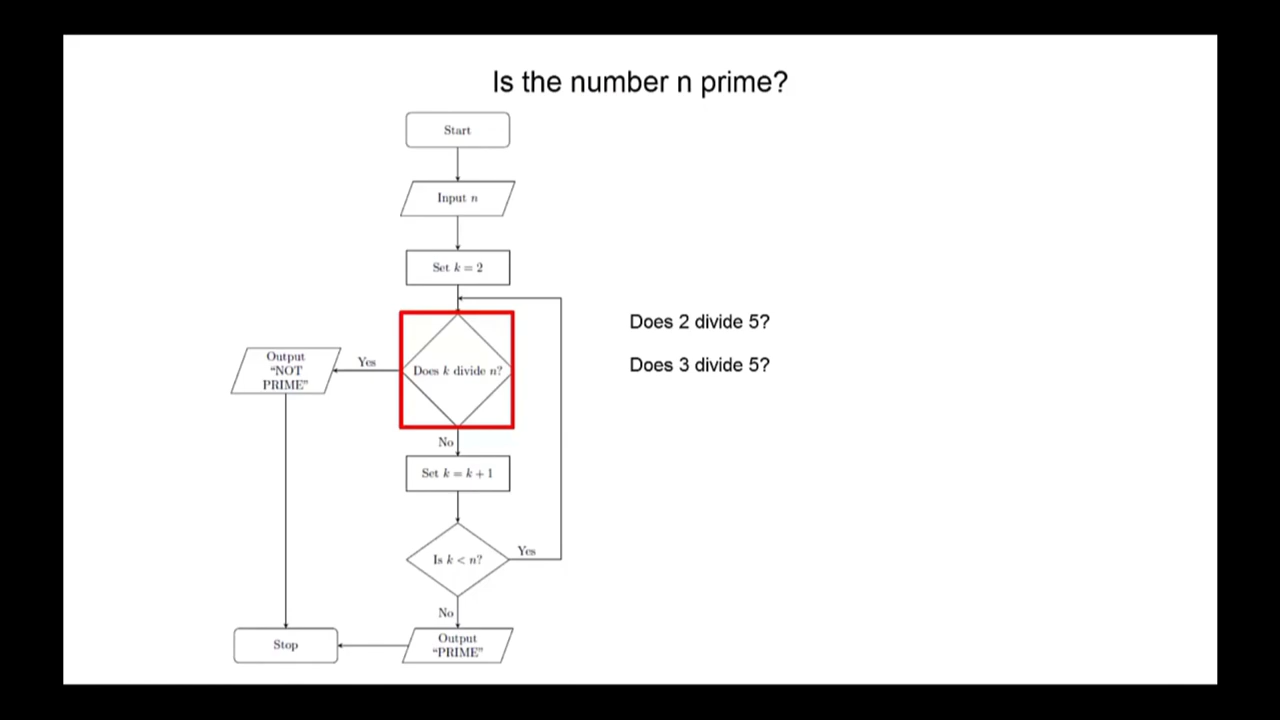 Is the number n prime?
Start
Input n
Set k = 2
Does 2 divide 5?
Does 3 divide 5?
Output
“NOT
PRIME”
Yes
Does k divide n?
No
Set k = k + 1
Is k < n?
Yes
No
Output
“PRIME”
Stop